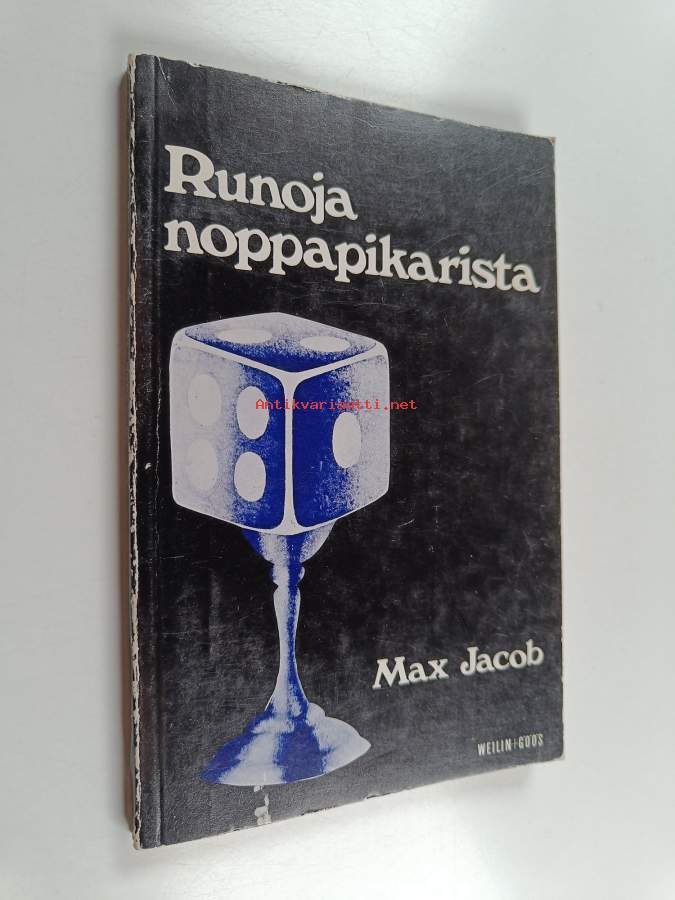 Runoja
noppapikarista
Antikvariaatti.net
Max Jacob
WEILIN+GÖÖS